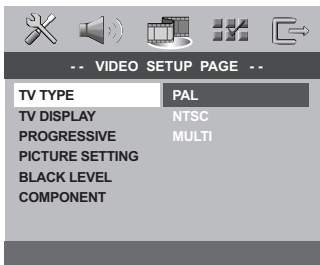 -- VIDEO SETUP PAGE --
TV TYPE PAL
TV DISPLAY NTSC
PROGRESSIVE MULTI
PICTURE SETTING
BLACK LEVEL
COMPONENT